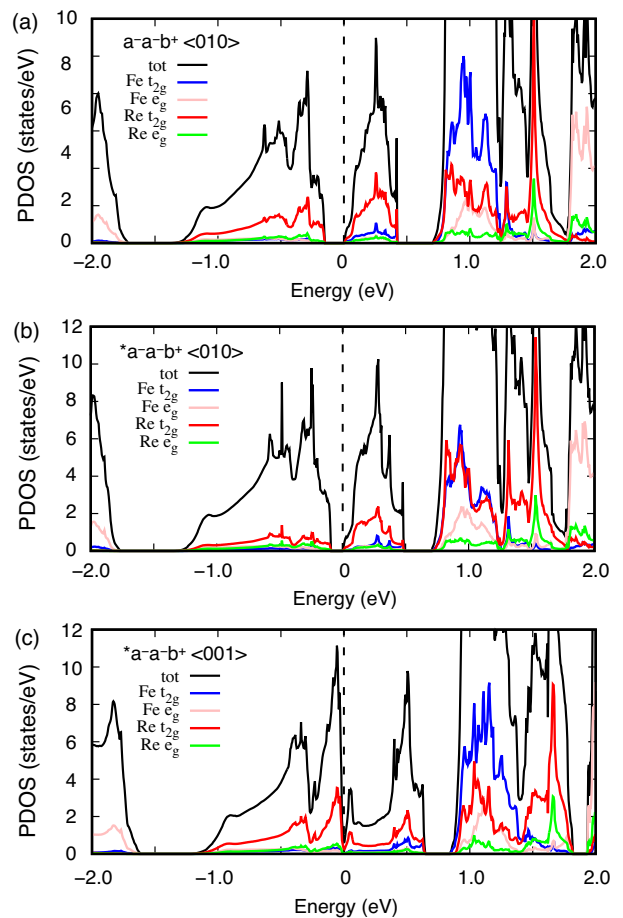 (a)
a⁻a⁻b⁺ <010>
tot
Fe t₂g
Fe eg
Re t₂g
Re eg
PDOS (states/eV)
10
8
6
4
2
0
−2.0 −1.0 0 1.0 2.0
Energy (eV)
(b)
*a⁻a⁻b⁺ <010>
tot
Fe t₂g
Fe eg
Re t₂g
Re eg
PDOS (states/eV)
12
10
8
6
4
2
0
−2.0 −1.0 0 1.0 2.0
Energy (eV)
(c)
*a⁻a⁻b⁺ <001>
tot
Fe t₂g
Fe eg
Re t₂g
Re eg
PDOS (states/eV)
12
10
8
6
4
2
0
−2.0 −1.0 0 1.0 2.0
Energy (eV)